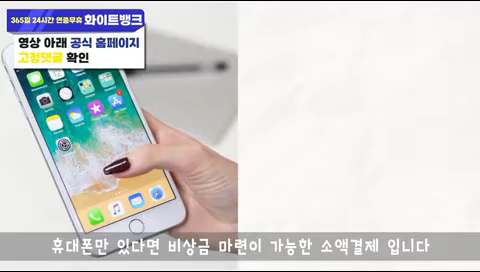 365일 24시간 연중무휴 화이트뱅크
영상 아래 공식 홈페이지
고정댓글 확인
휴대폰만 있다면 비상금 마련이 가능한 소액결제 입니다